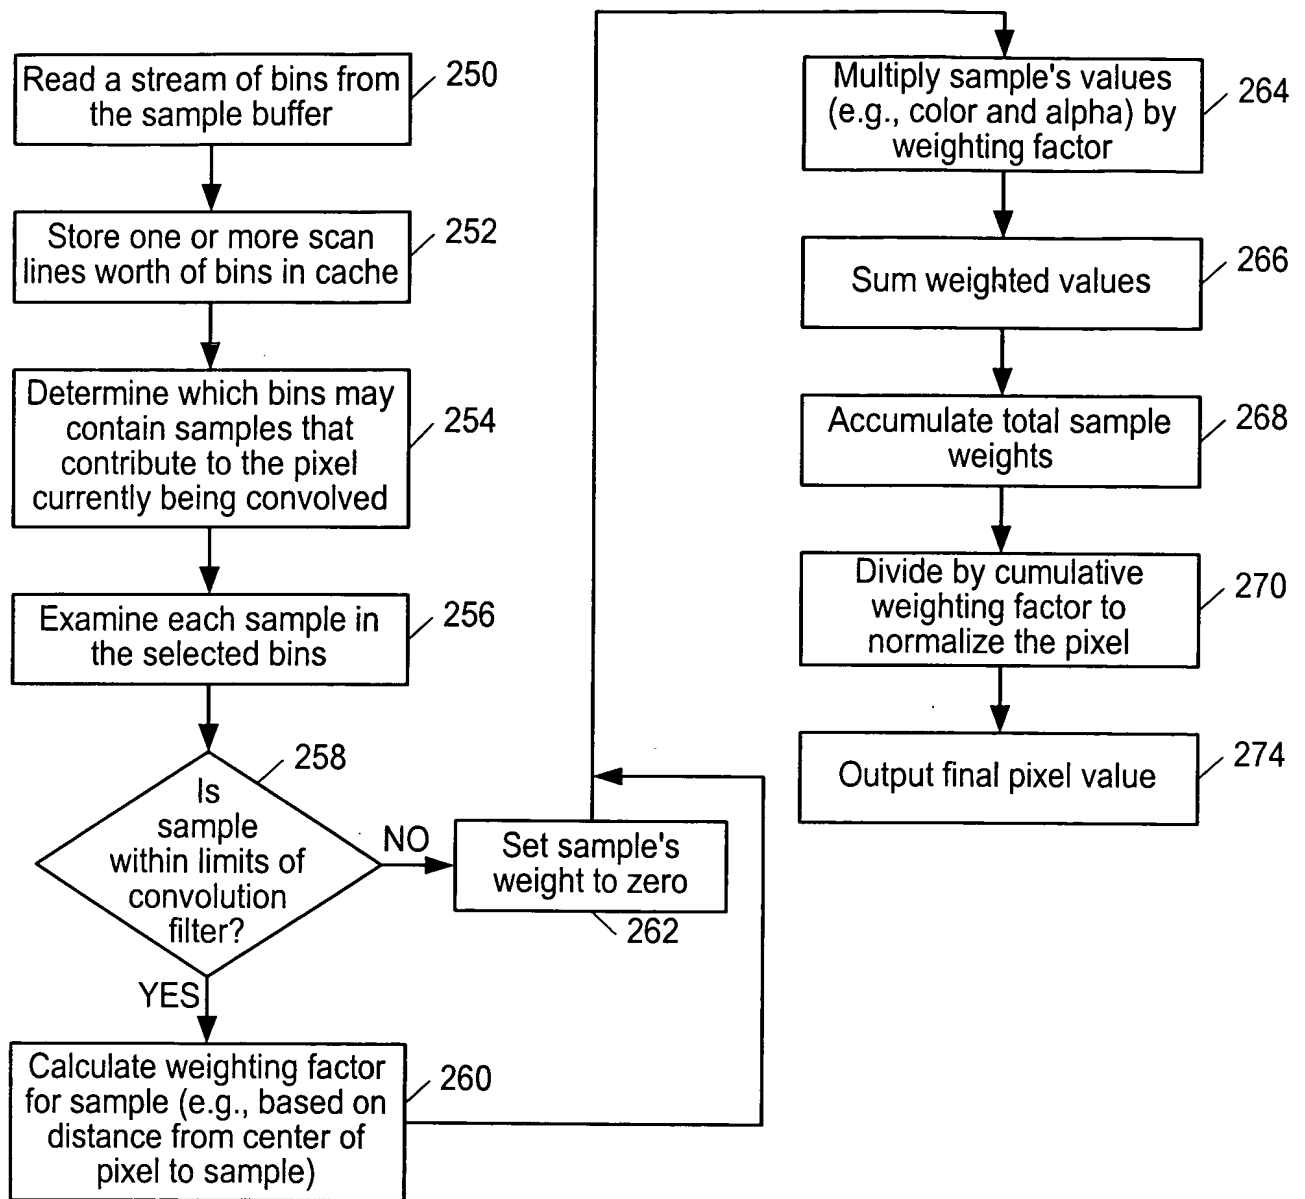 Read a stream of bins from
the sample buffer
250
Store one or more scan
lines worth of bins in cache
252
Determine which bins may
contain samples that
contribute to the pixel
currently being convolved
254
Examine each sample in
the selected bins
256
Is
sample
within limits of
convolution
filter?
258
NO
YES
Set sample's
weight to zero
262
Calculate weighting factor
for sample (e.g., based on
distance from center of
pixel to sample)
260
Multiply sample's values
(e.g., color and alpha) by
weighting factor
264
Sum weighted values
266
Accumulate total sample
weights
268
Divide by cumulative
weighting factor to
normalize the pixel
270
Output final pixel value
274